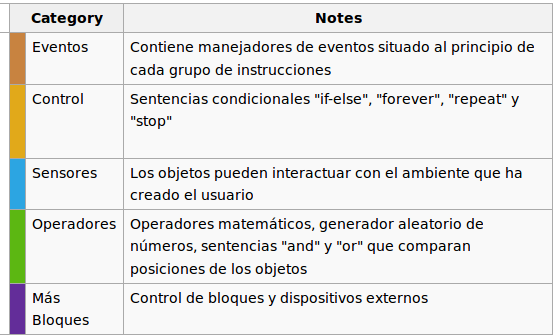 Category Notes
Eventos Contiene manejadores de eventos situado al principio de
cada grupo de instrucciones
Control Sentencias condicionales "if-else", "forever", "repeat" y
"stop"
Sensores Los objetos pueden interactuar con el ambiente que ha
creado el usuario
Operadores Operadores matemáticos, generador aleatorio de
números, sentencias "and" y "or" que comparan
posiciones de los objetos
Más Control de bloques y dispositivos externos
Bloques